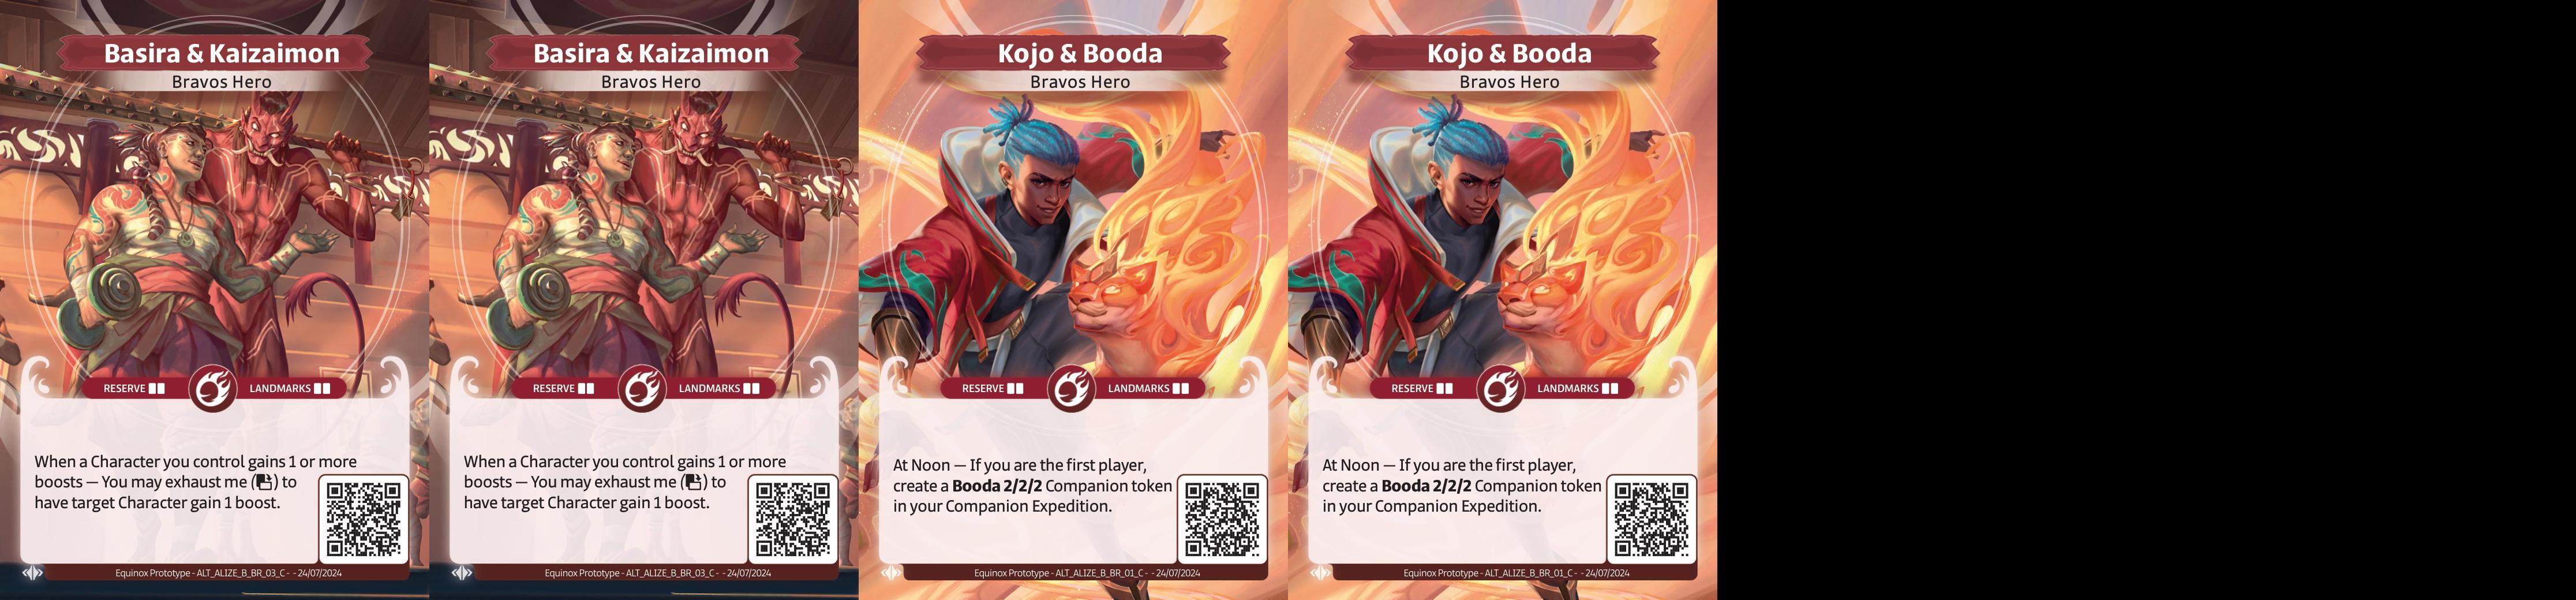 Basira & Kaizaimon
Bravos Hero
RESERVE
LANDMARKS
When a Character you control gains 1 or more
boosts — You may exhaust me () to
have target Character gain 1 boost.
Equinox Prototype - ALT_ALIZE_B_BR_03_C - - 24/07/2024
Basira & Kaizaimon
Bravos Hero
RESERVE
LANDMARKS
When a Character you control gains 1 or more
boosts — You may exhaust me () to
have target Character gain 1 boost.
Equinox Prototype - ALT_ALIZE_B_BR_03_C - - 24/07/2024
Kojo & Booda
Bravos Hero
RESERVE
LANDMARKS
At Noon — If you are the first player,
create a Booda 2/2/2 Companion token
in your Companion Expedition.
Equinox Prototype - ALT_ALIZE_B_BR_01_C - - 24/07/2024
Kojo & Booda
Bravos Hero
RESERVE
LANDMARKS
At Noon — If you are the first player,
create a Booda 2/2/2 Companion token
in your Companion Expedition.
Equinox Prototype - ALT_ALIZE_B_BR_01_C - - 24/07/2024